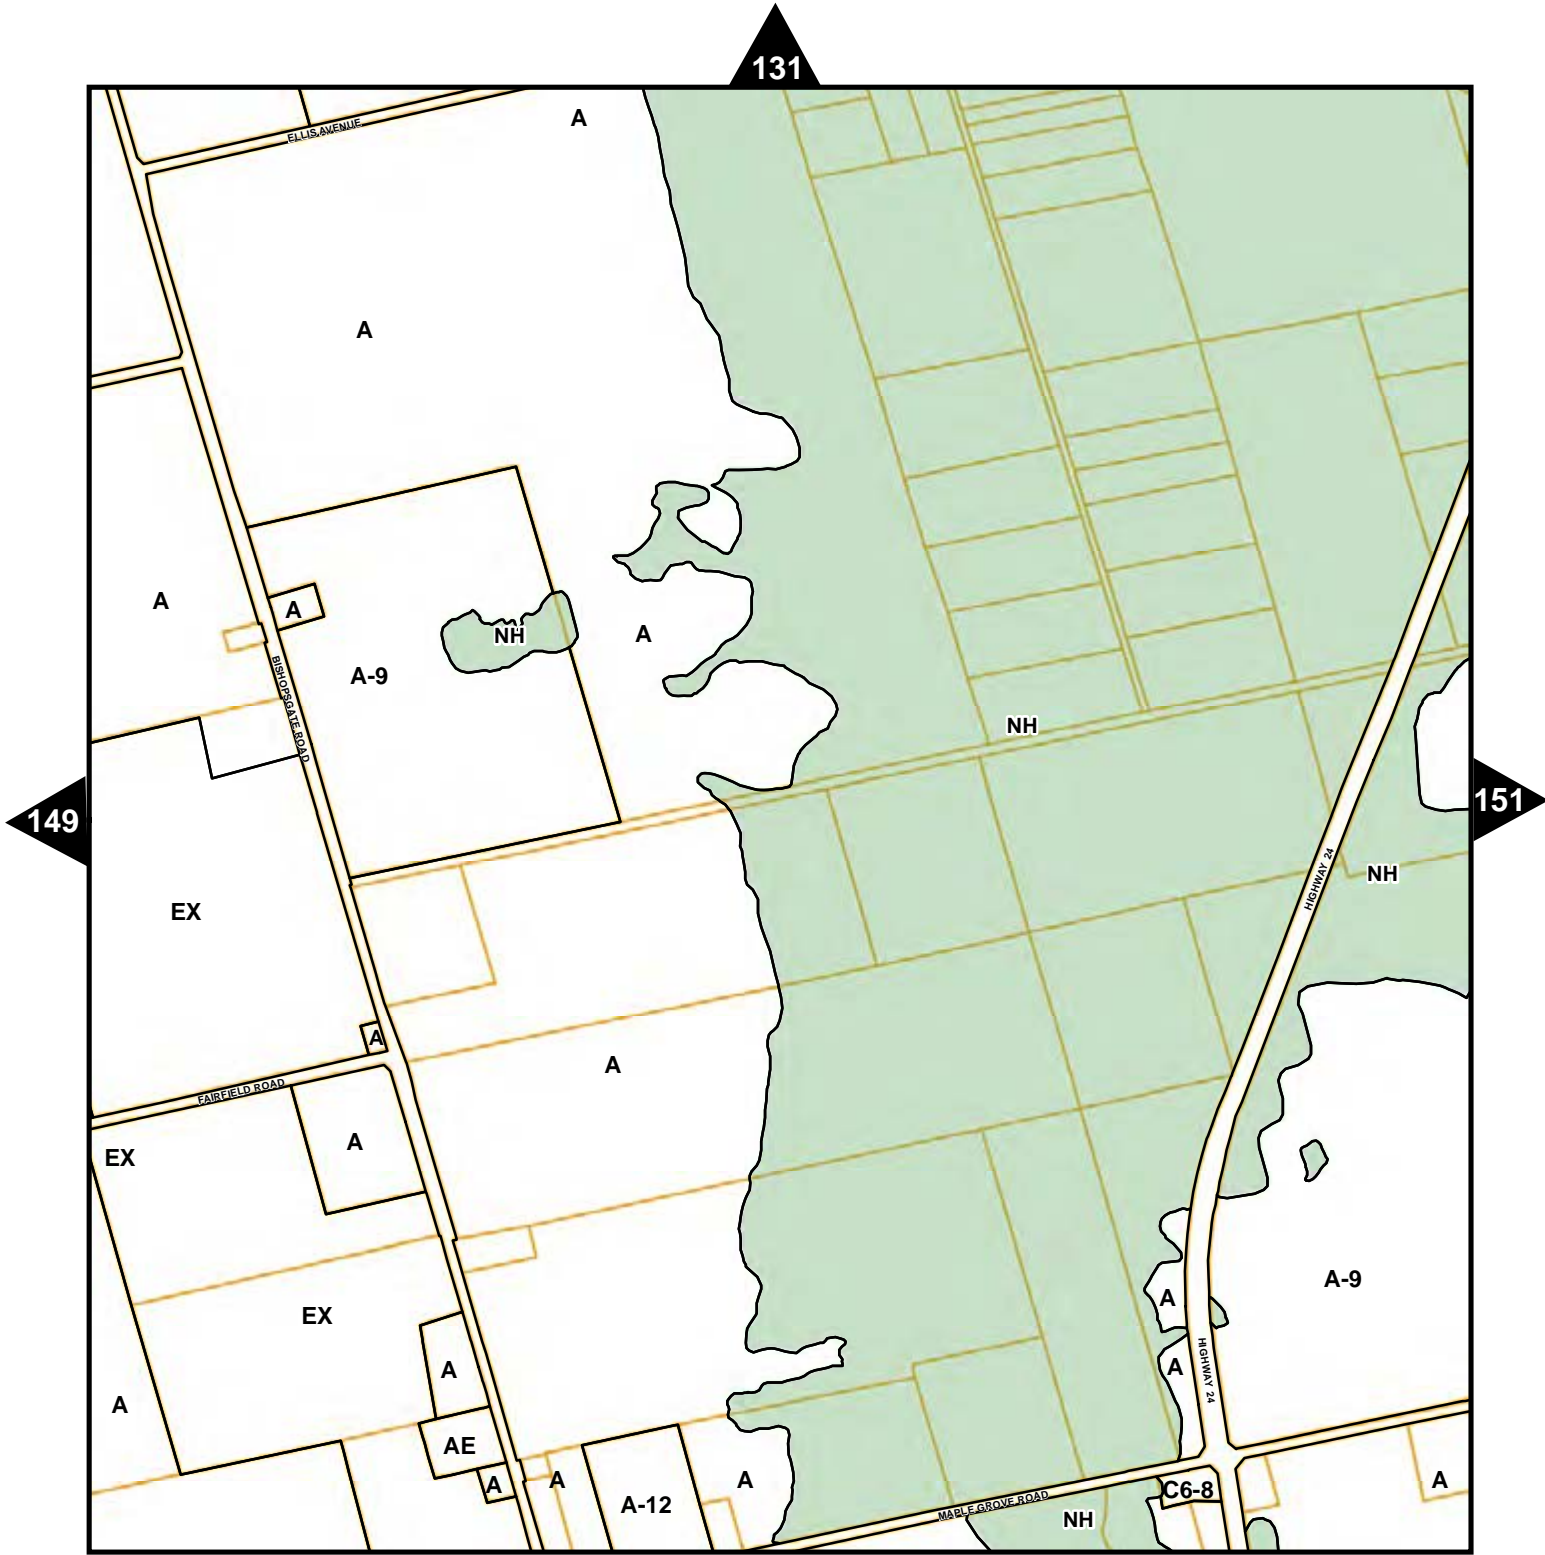 131
A
ELLIS AVENUE
A
A
A
NH
A
A-9
BISHOPSGATE ROAD
NH
149
151
HIGHWAY 24
NH
EX
A
A
FAIRFIELD ROAD
A
EX
A-9
A
EX
HIGHWAY 24
A
A
A
AE
A
A
A
A
C6-8
A-12
MAPLE GROVE ROAD
NH